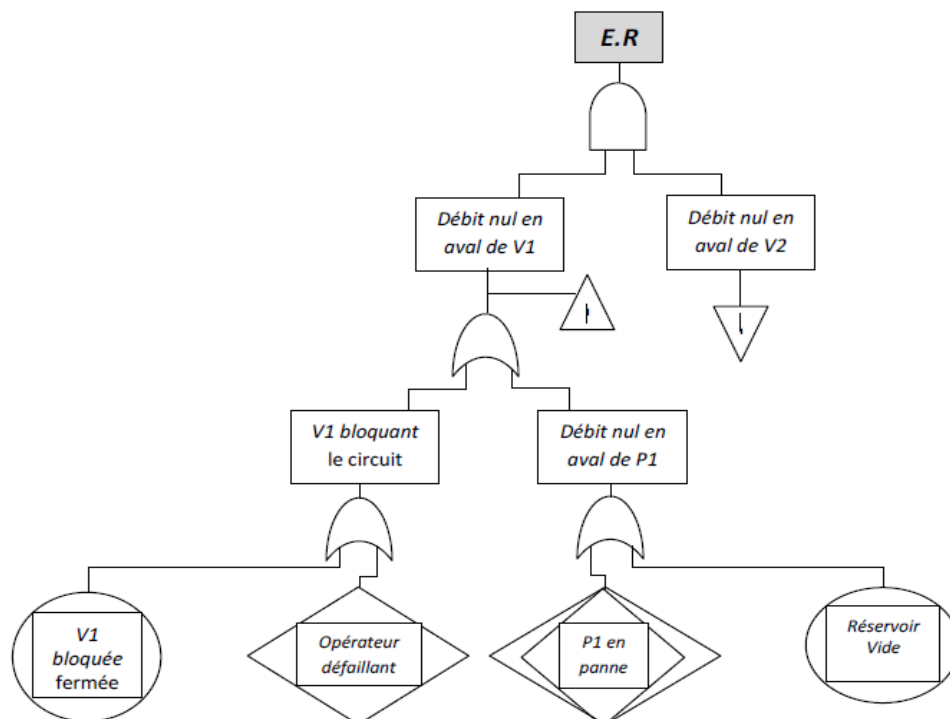 E.R
Débit nul en
aval de V1
Débit nul en
aval de V2
V1 bloquant
le circuit
Débit nul en
aval de P1
V1
bloquée
fermée
Opérateur
défaillant
P1 en
panne
Réservoir
Vide